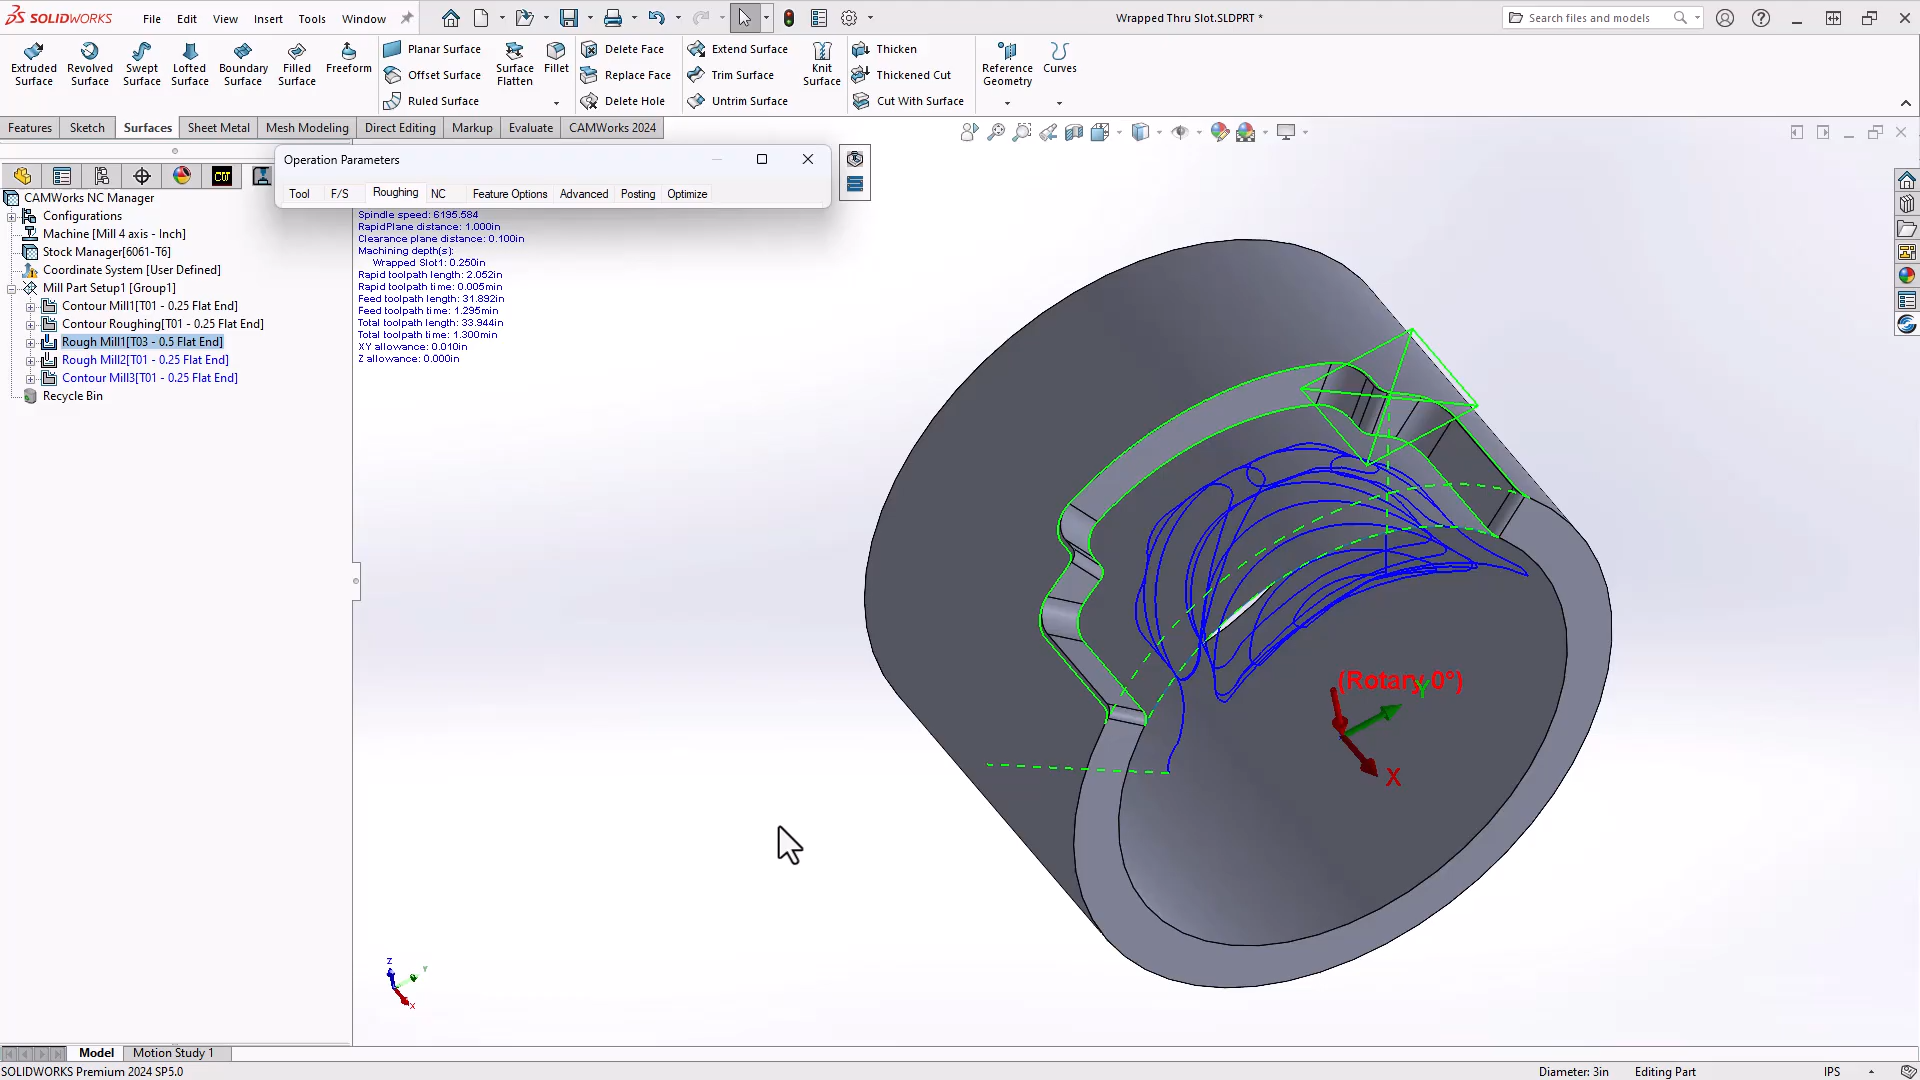 SOLIDWORKS
File Edit View Insert Tools Window
Wrapped Thru Slot.SLDPRT *
Search files and models
Extruded Surface
Revolved Surface
Swept Surface
Lofted Surface
Boundary Surface
Filled Surface
Freeform
Planar Surface
Offset Surface
Ruled Surface
Surface Flatten
Fillet
Delete Face
Replace Face
Delete Hole
Extend Surface
Trim Surface
Untrim Surface
Knit Surface
Thicken
Thickened Cut
Cut With Surface
Reference Geometry
Curves
Features Sketch Surfaces Sheet Metal Mesh Modeling Direct Editing Markup Evaluate CAMWorks 2024
Operation Parameters
Tool F/S Roughing NC Feature Options Advanced Posting Optimize
CW
CAMWorks NC Manager
Configurations
Machine [Mill 4 axis - Inch]
Stock Manager[6061-T6]
Coordinate System [User Defined]
Mill Part Setup1 [Group1]
Contour Mill1[T01 - 0.25 Flat End]
Contour Roughing[T01 - 0.25 Flat End]
Rough Mill1[T03 - 0.5 Flat End]
Rough Mill2[T01 - 0.25 Flat End]
Contour Mill3[T01 - 0.25 Flat End]
Recycle Bin
Spindle speed: 6195.584
RapidPlane distance: 1.000in
Clearance plane distance: 0.100in
Machining depth(s):
Wrapped Slot1: 0.250in
Rapid toolpath length: 2.052in
Rapid toolpath time: 0.005min
Feed toolpath length: 31.892in
Feed toolpath time: 1.295min
Total toolpath length: 33.944in
Total toolpath time: 1.300min
XY allowance: 0.010in
Z allowance: 0.000in
(Rotary 0°)
Y
X
Z
Y
X
Model Motion Study 1
SOLIDWORKS Premium 2024 SP5.0
Diameter: 3in Editing Part IPS